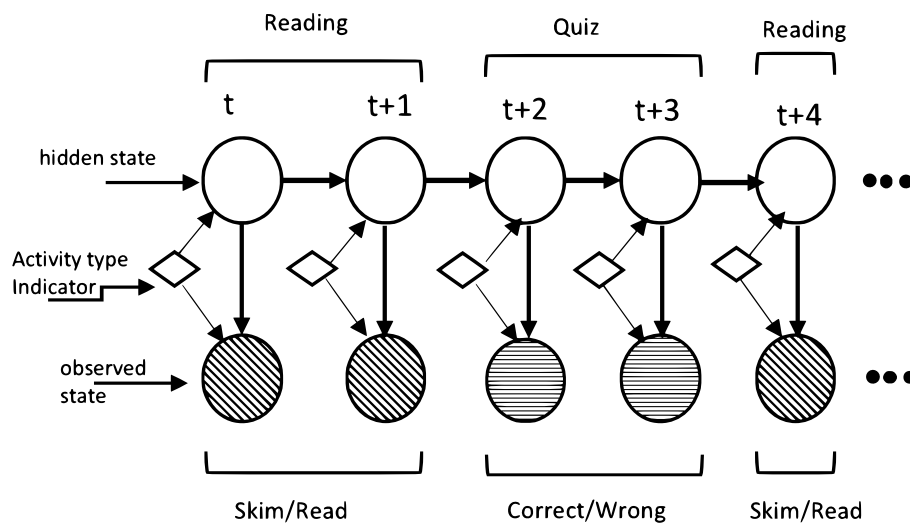 Reading
Quiz
Reading
t
t+1
t+2
t+3
t+4
hidden state
Activity type
Indicator
observed
state
Skim/Read
Correct/Wrong
Skim/Read